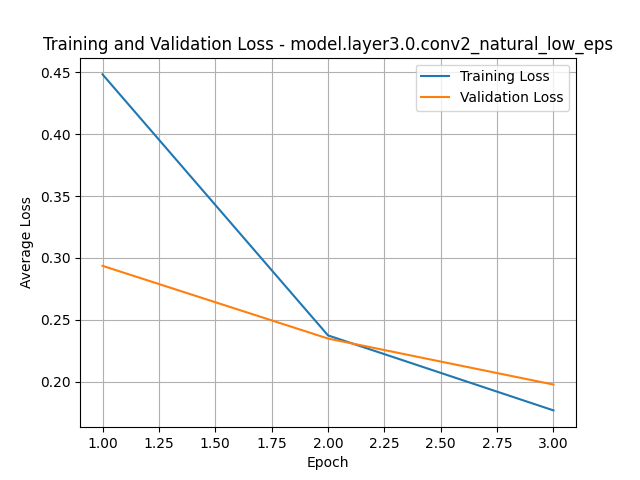 Training and Validation Loss - model.layer3.0.conv2_natural_low_eps
Training Loss
Validation Loss
Average Loss
0.45
0.40
0.35
0.30
0.25
0.20
1.00 1.25 1.50 1.75 2.00 2.25 2.50 2.75 3.00
Epoch